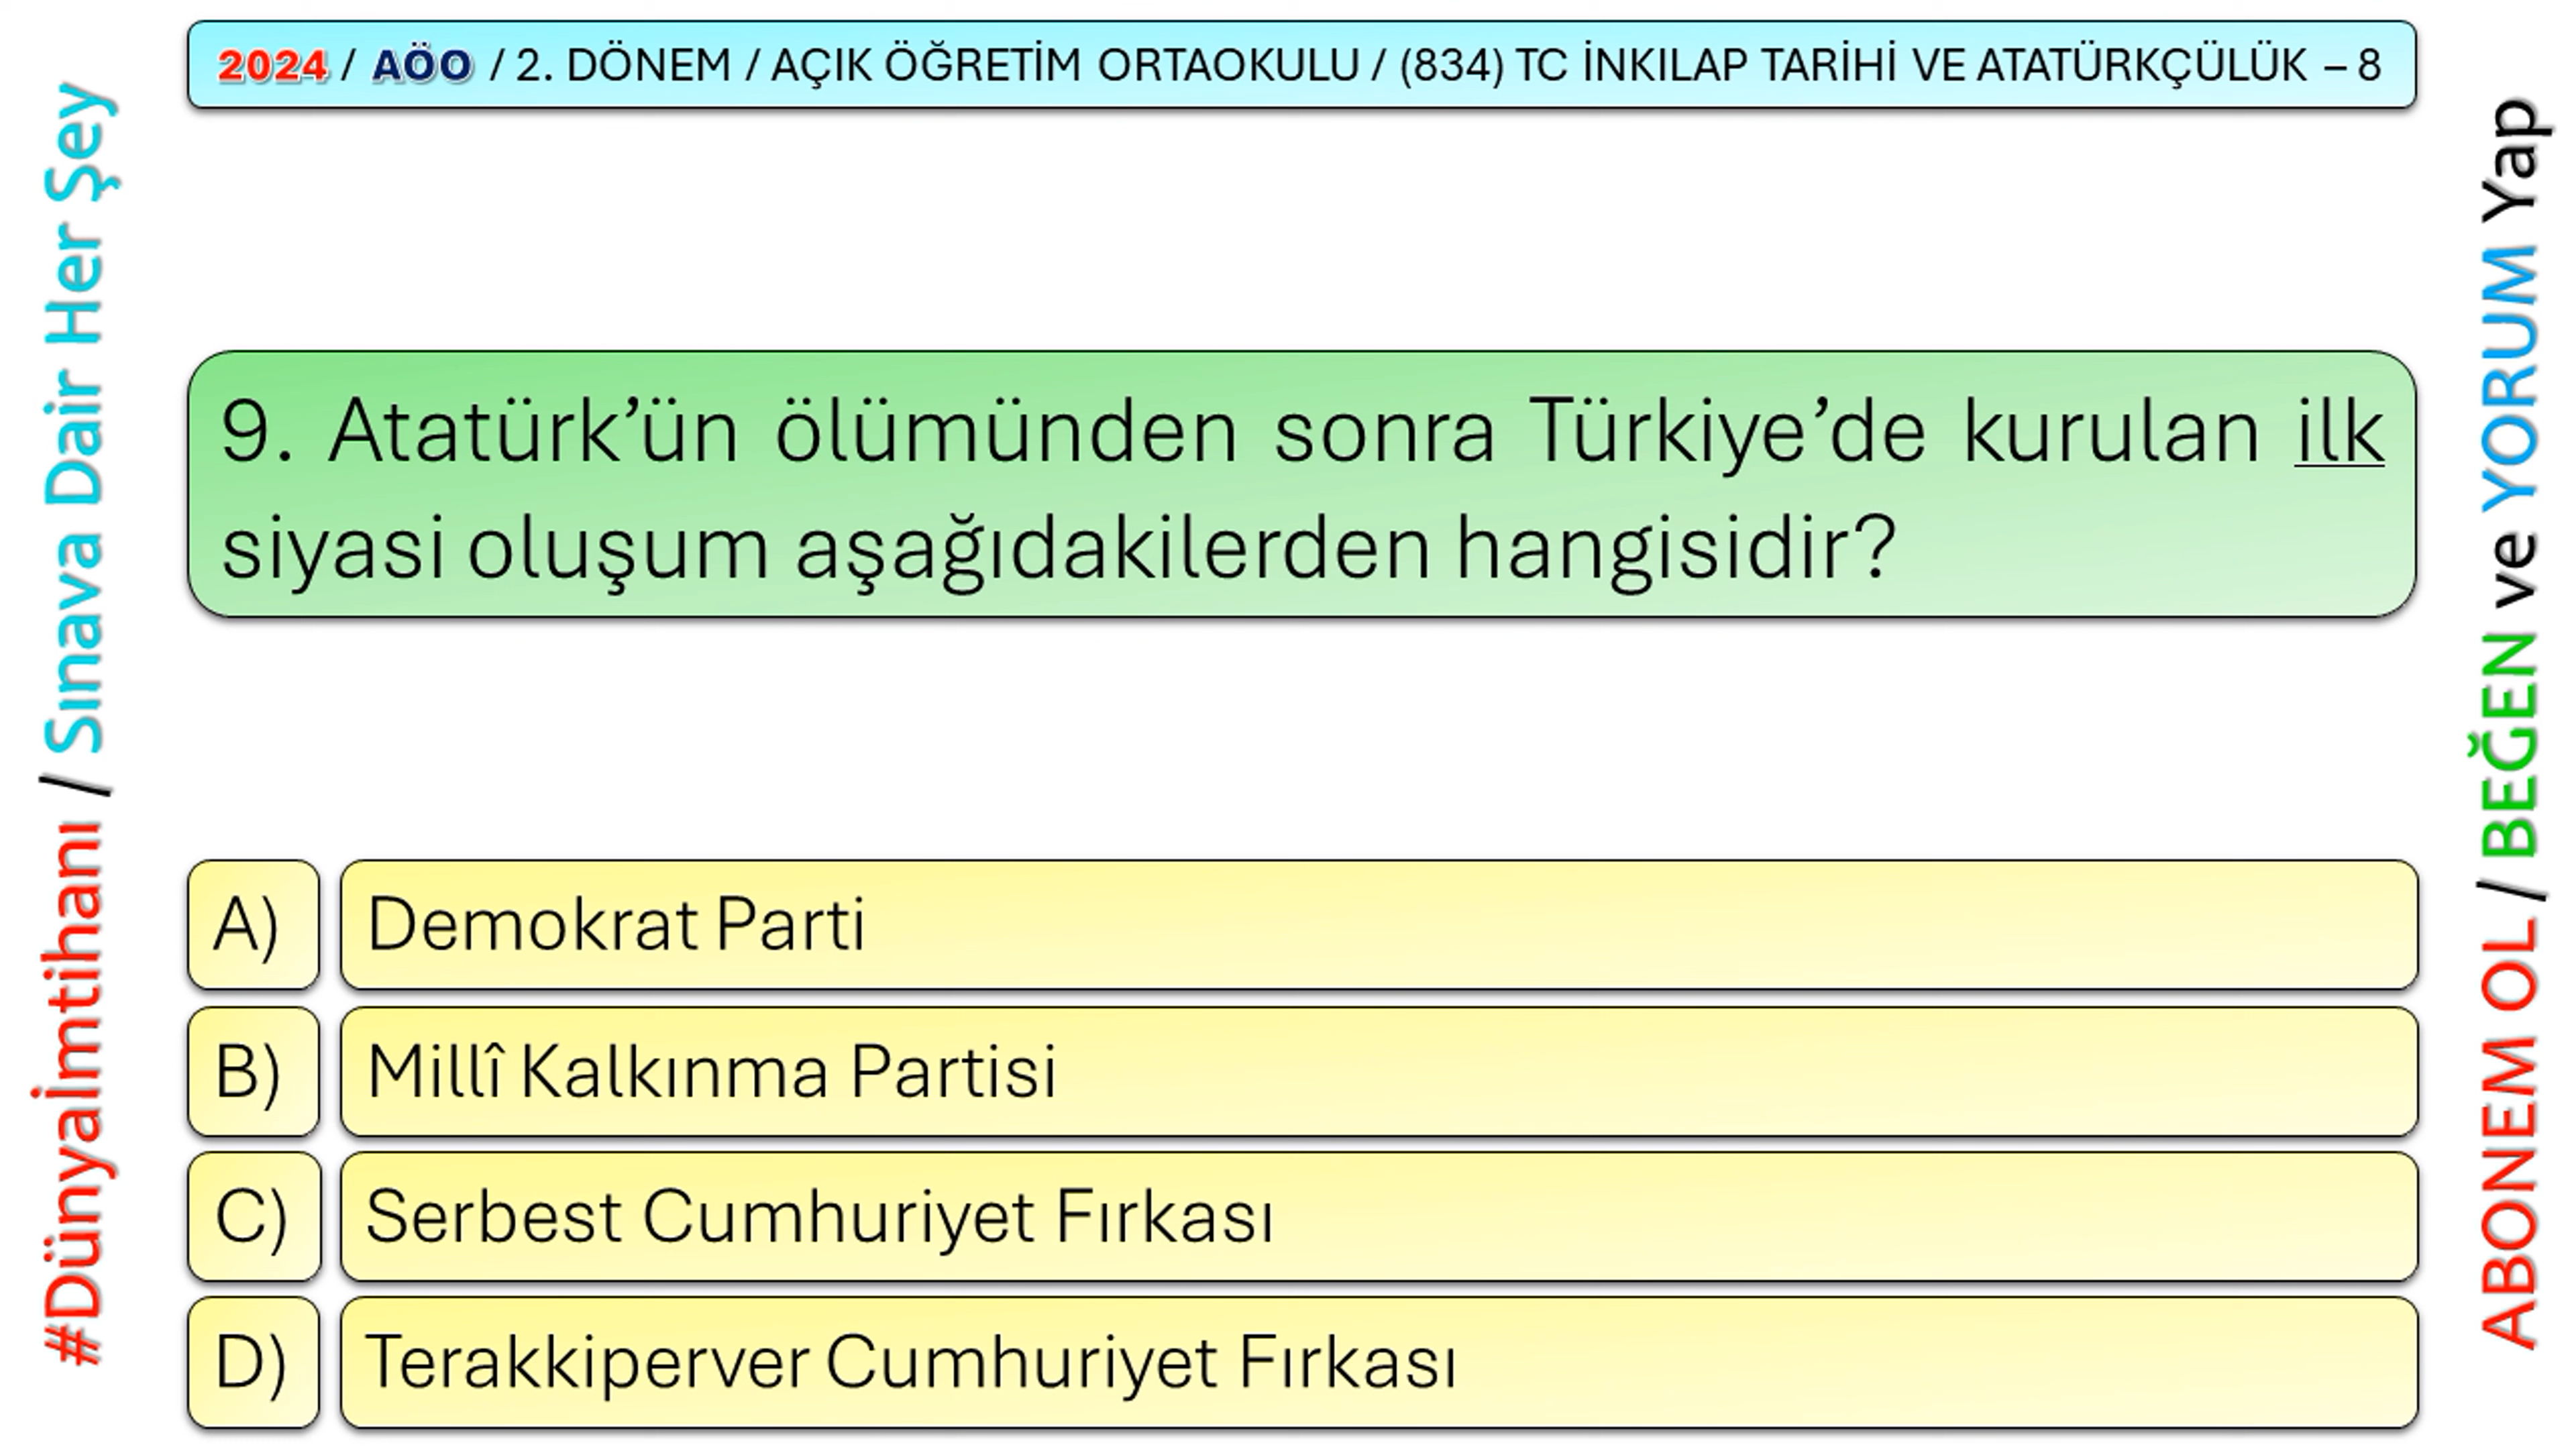 2024 / AÖO / 2. DÖNEM / AÇIK ÖĞRETİM ORTAOKULU / (834) TC İNKILAP TARİHİ VE ATATÜRKÇÜLÜK – 8
#Dünyaİmtihanı / Sınava Dair Her Şey
9. Atatürk’ün ölümünden sonra Türkiye’de kurulan ilk
siyasi oluşum aşağıdakilerden hangisidir?
A) Demokrat Parti
B) Millî Kalkınma Partisi
C) Serbest Cumhuriyet Fırkası
D) Terakkiperver Cumhuriyet Fırkası
ABONEM OL / BEĞEN ve YORUM Yap